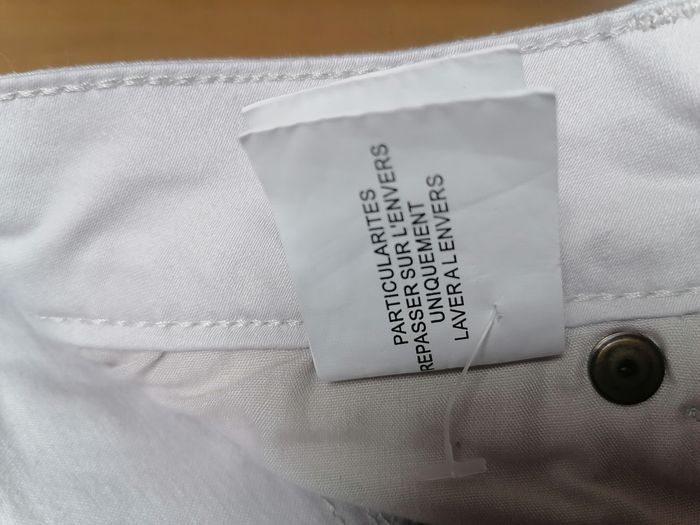 PARTICULARITES
REPASSER SUR L'ENVERS
UNIQUEMENT
LAVER A L ENVERS